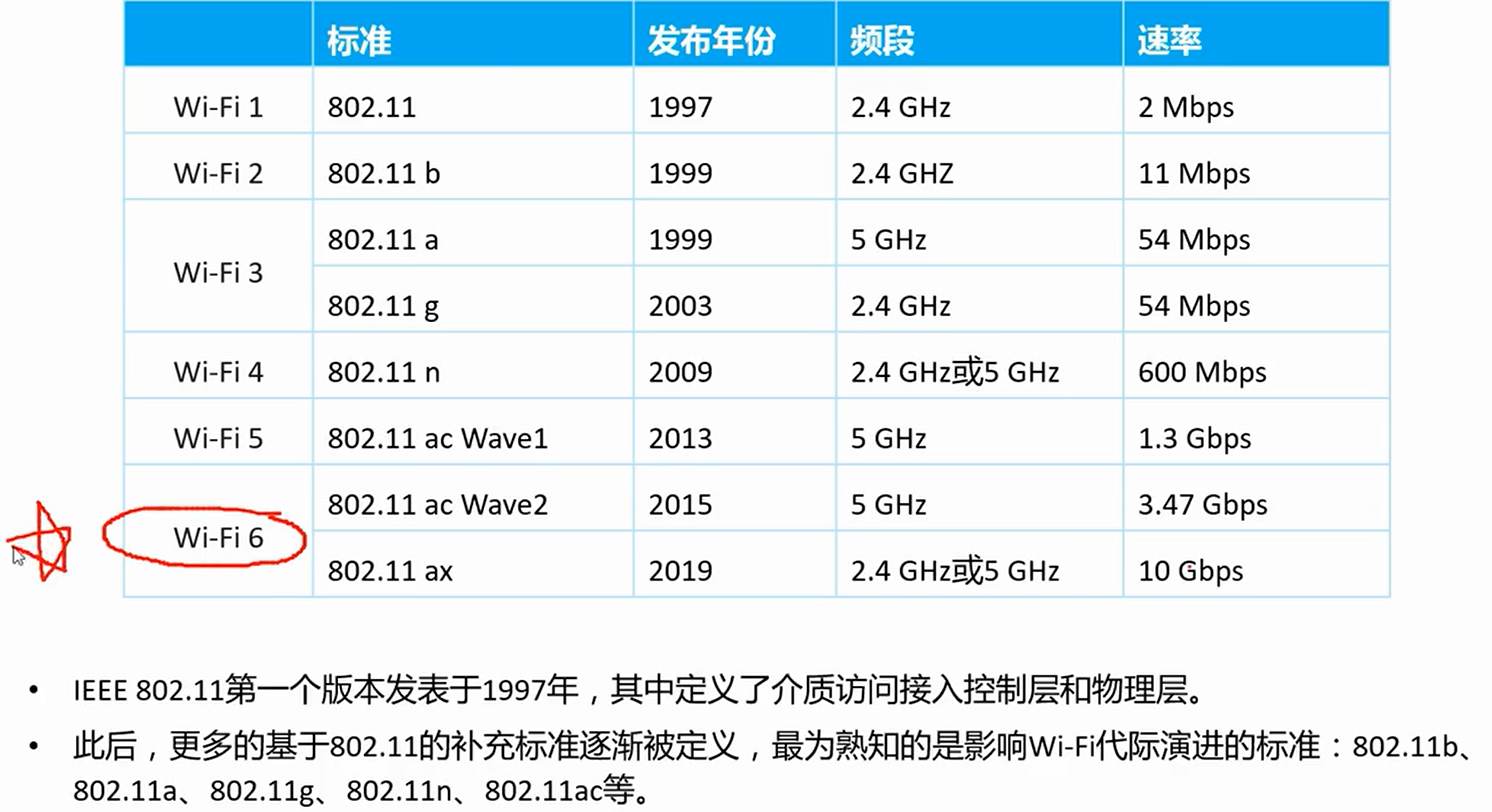 标准 发布年份 频段 速率
Wi-Fi 1 802.11 1997 2.4 GHz 2 Mbps
Wi-Fi 2 802.11 b 1999 2.4 GHZ 11 Mbps
Wi-Fi 3 802.11 a 1999 5 GHz 54 Mbps
802.11 g 2003 2.4 GHz 54 Mbps
Wi-Fi 4 802.11 n 2009 2.4 GHz或5 GHz 600 Mbps
Wi-Fi 5 802.11 ac Wave1 2013 5 GHz 1.3 Gbps
Wi-Fi 6 802.11 ac Wave2 2015 5 GHz 3.47 Gbps
802.11 ax 2019 2.4 GHz或5 GHz 10 Gbps
• IEEE 802.11第一个版本发表于1997年，其中定义了介质访问接入控制层和物理层。
• 此后，更多的基于802.11的补充标准逐渐被定义，最为熟知的是影响Wi-Fi代际演进的标准：802.11b、
802.11a、802.11g、802.11n、802.11ac等。